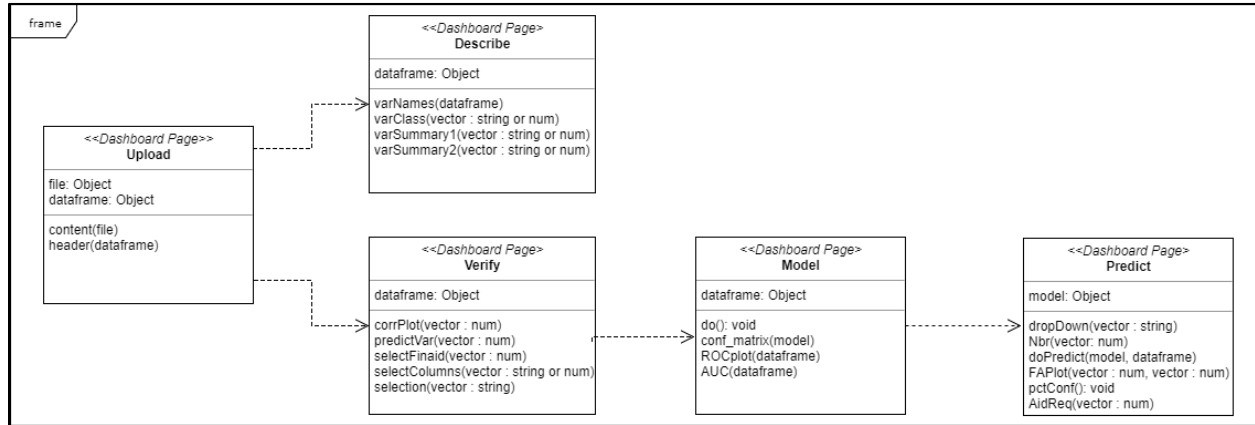 frame
<<Dashboard Page>
Describe
dataframe: Object
varNames(dataframe)
varClass(vector : string or num)
varSummary1(vector : string or num)
varSummary2(vector : string or num)
<<Dashboard Page>>
Upload
file: Object
dataframe: Object
content(file)
header(dataframe)
<<Dashboard Page>
Verify
dataframe: Object
corrPlot(vector : num)
predictVar(vector : num)
selectFinaid(vector : num)
selectColumns(vector : string or num)
selection(vector : string)
<<Dashboard Page>
Model
dataframe: Object
do(): void
conf_matrix(model)
ROCplot(dataframe)
AUC(dataframe)
<<Dashboard Page>
Predict
model: Object
dropDown(vector : string)
Nbr(vector: num)
doPredict(model, dataframe)
FAPlot(vector : num, vector : num)
pctConf(): void
AidReq(vector : num)